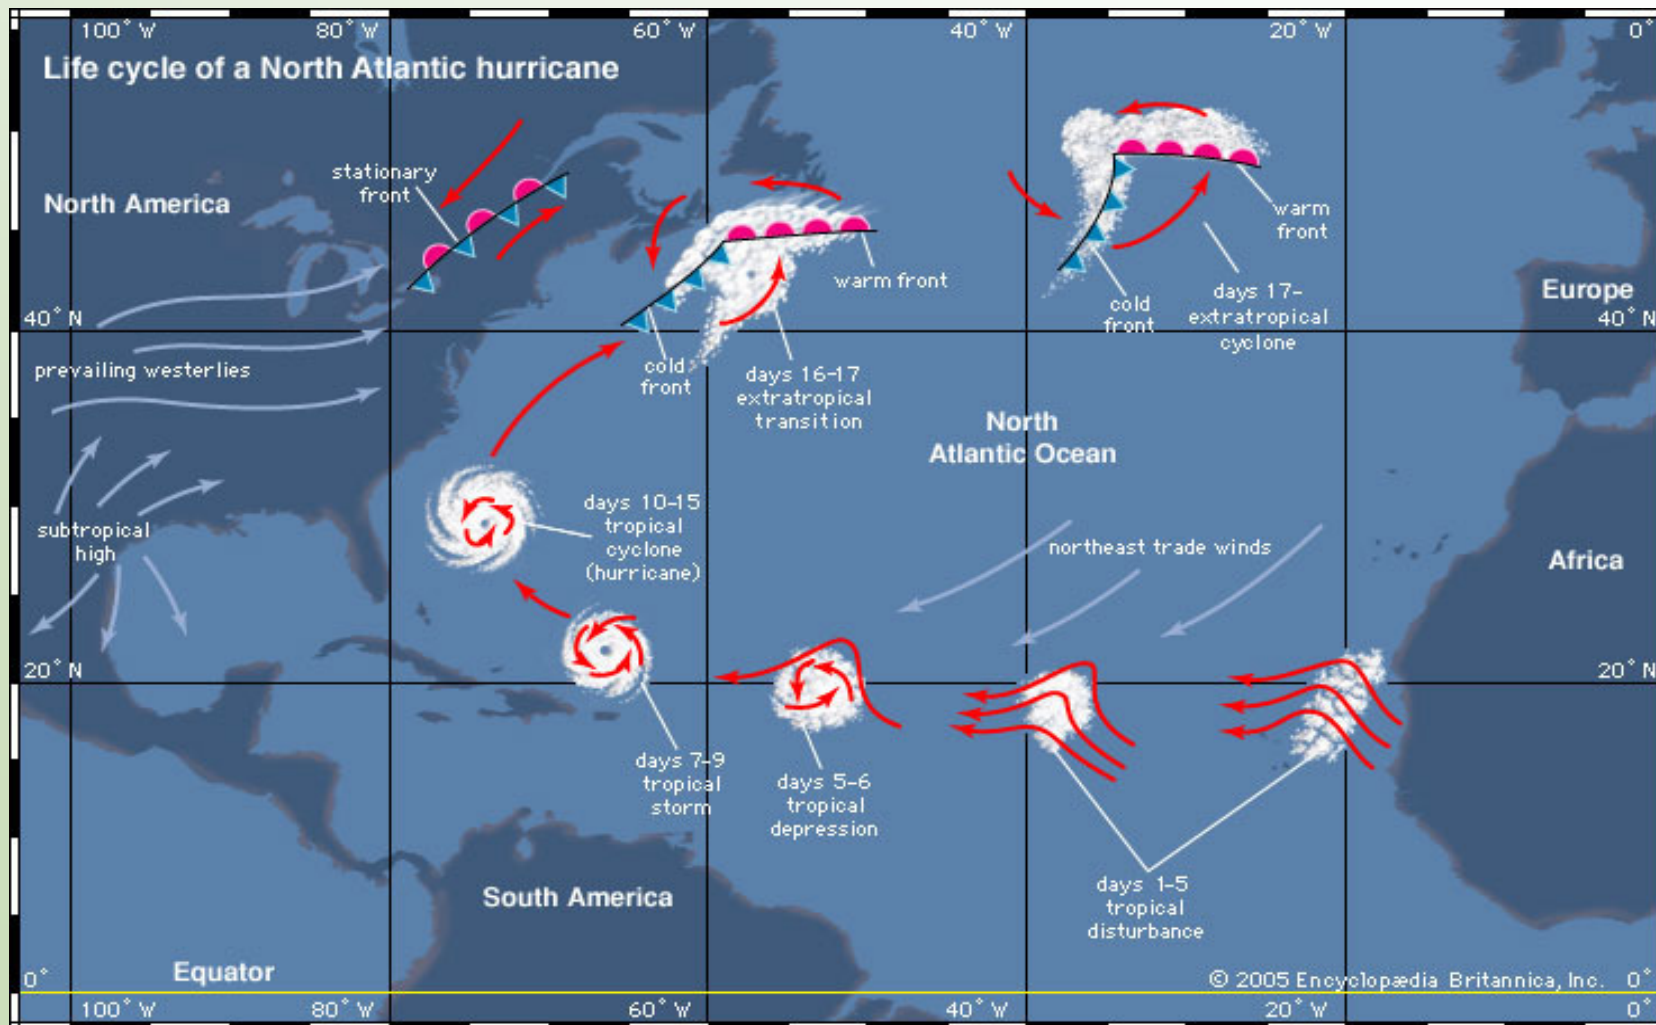 100° W
80° W
60° W
40° W
20° W
0°
Life cycle of a North Atlantic hurricane
stationary
front
North America
warm
front
warm front
cold
front
days 17-
extratropical
cyclone
Europe
40° N
40° N
prevailing westerlies
cold
front
days 16-17
extratropical
transition
North
Atlantic Ocean
subtropical
high
days 10-15
tropical
cyclone
(hurricane)
northeast trade winds
Africa
20° N
20° N
days 7-9
tropical
storm
days 5-6
tropical
depression
days 1-5
tropical
disturbance
South America
Equator
0°
© 2005 Encyclopædia Britannica, Inc.
0°
100° W
80° W
60° W
40° W
20° W
0°